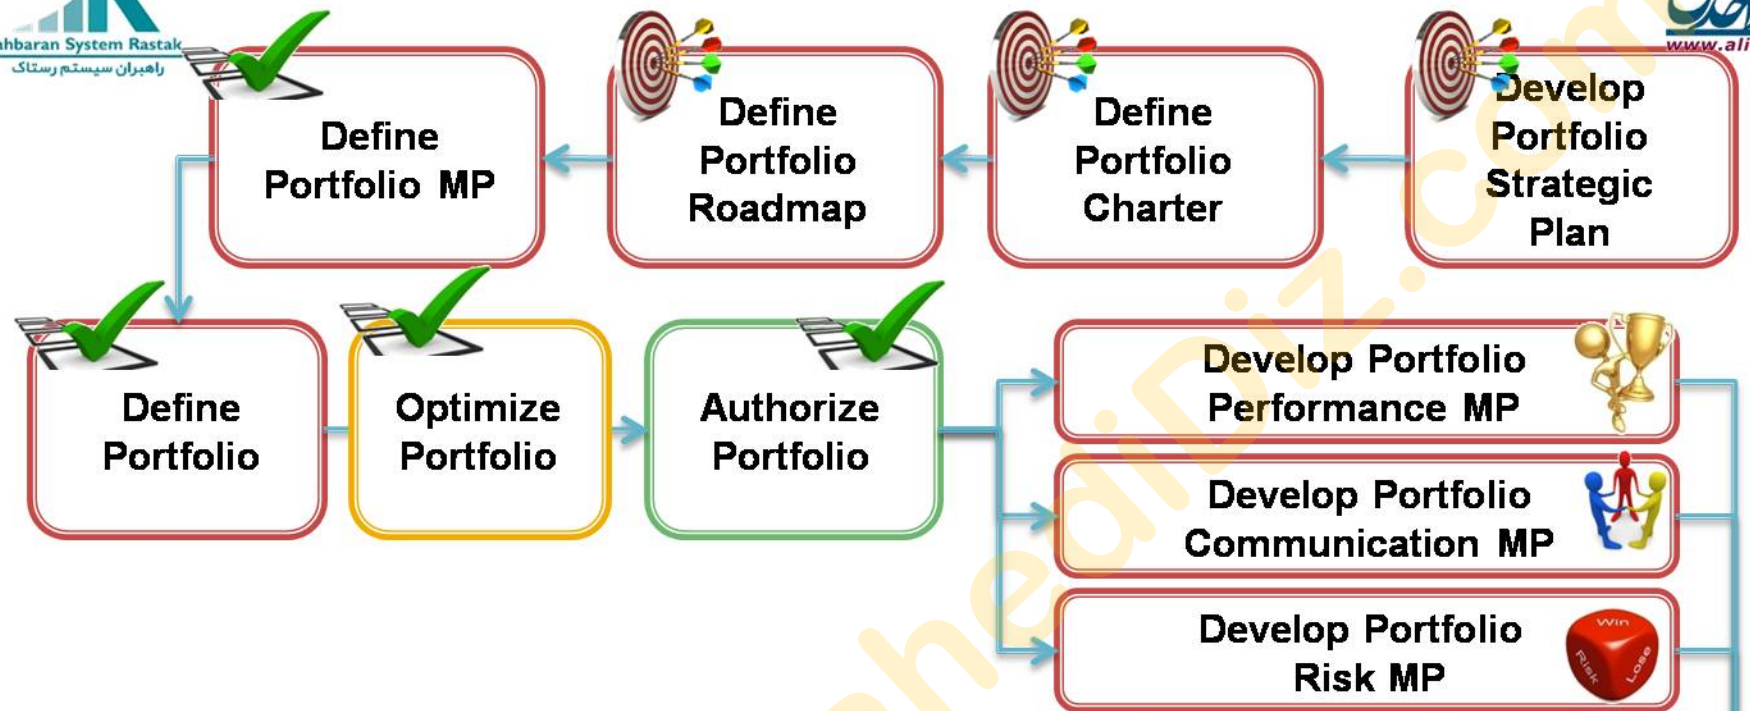 System Rastak
راهبران سیستم رستاک
www.ali
Define
Portfolio MP
Define
Portfolio
Roadmap
Define
Portfolio
Charter
Develop
Portfolio
Strategic
Plan
Define
Portfolio
Optimize
Portfolio
Authorize
Portfolio
Develop Portfolio
Performance MP
Develop Portfolio
Communication MP
Develop Portfolio
Risk MP
Win
Risk
Lose